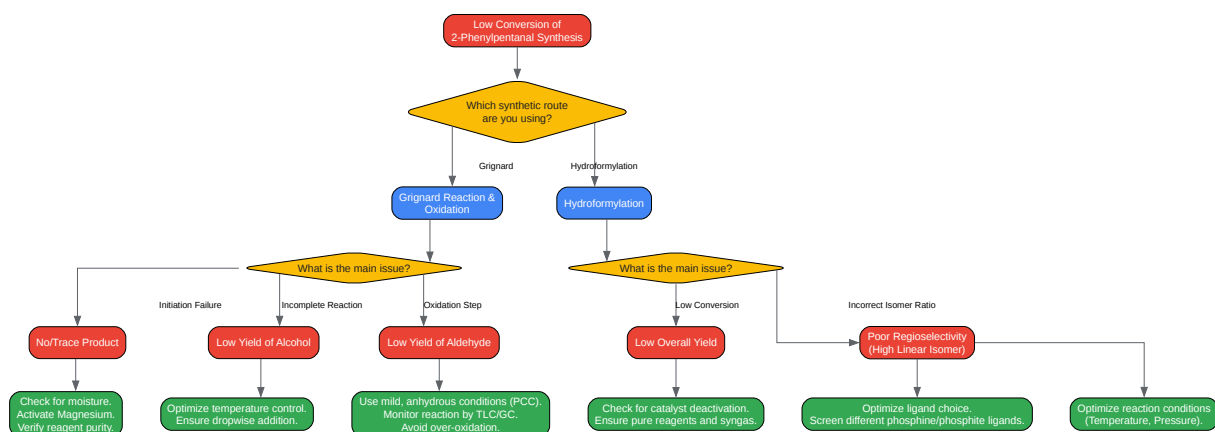 Low Conversion of
2-Phenylpentanal Synthesis
Which synthetic route
are you using?
Grignard
Hydroformylation
Grignard Reaction &
Oxidation
Hydroformylation
What is the main issue?
What is the main issue?
Initiation Failure
Incomplete Reaction
Oxidation Step
Low Conversion
Incorrect Isomer Ratio
No/Trace Product
Low Yield of Alcohol
Low Yield of Aldehyde
Low Overall Yield
Poor Regioselectivity
(High Linear Isomer)
Check for moisture.
Activate Magnesium.
Verify reagent purity.
Optimize temperature control.
Ensure dropwise addition.
Use mild, anhydrous conditions (PCC).
Monitor reaction by TLC/GC.
Avoid over-oxidation.
Check for catalyst deactivation.
Ensure pure reagents and syngas.
Optimize ligand choice.
Screen different phosphine/phosphite ligands.
Optimize reaction conditions
(Temperature, Pressure).